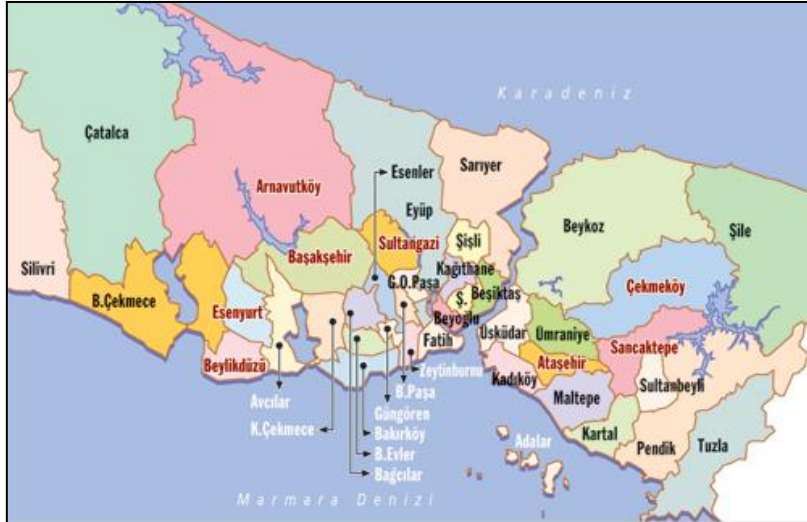 Karadeniz
Çatalca
Sarıyer
Esenler
Arnavutköy
Eyüp
Beykoz
Şile
Sultangazi
Şişli
Başakşehir
Silivri
Kağıthane
B.Çekmece
G.O.Paşa
Çekmeköy
Esenyurt
Ş.
Beşiktaş
Beyoğlu
Üsküdar
Ümraniye
Fatih
Sancaktepe
Beylikdüzü
Ataşehir
Zeytinburnu
Kadıköy
Sultanbeyli
B.Paşa
Maltepe
Avcılar
Güngören
K.Çekmece
Bakırköy
Kartal
Adalar
Pendik
Tuzla
B.Evler
Bağcılar
Marmara Denizi